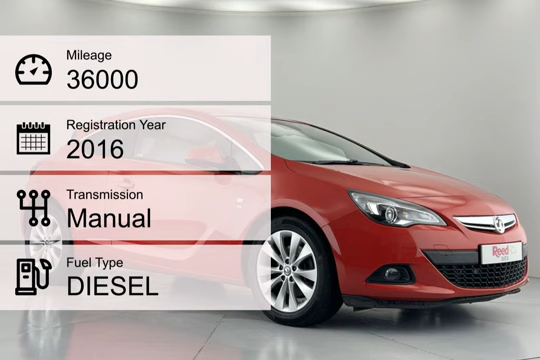 Mileage
36000
Registration Year
2016
Transmission
Manual
Fuel Type
DIESEL
Reed